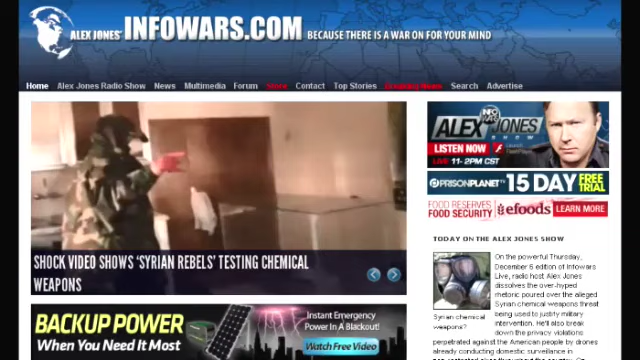 ALEX JONES' INFOWARS.COM BECAUSE THERE IS A WAR ON FOR YOUR MIND
Home Alex Jones Radio Show News Multimedia Forum Store Contact Top Stories Breaking News Search Advertise
INFO WARS
ALEX JONES
SHOW
LISTEN NOW
LIVE 11-2PM CST
PRISONPLANET 15 DAY FREE TRIAL
FOOD RESERVES
FOOD SECURITY efoods LEARN MORE
SHOCK VIDEO SHOWS 'SYRIAN REBELS' TESTING CHEMICAL
WEAPONS
TODAY ON THE ALEX JONES SHOW
On the powerful Thursday,
December 6 edition of Infowars
Live, radio host Alex Jones
dissolves the over-hyped
rhetoric poured over the alleged
Syrian chemical weapons threat
Syrian chemical
weapons?
being used to justify military
intervention. He'll also break
down the privacy violations
perpetrated against the American people by drones
already conducting domestic surveillance in
BACKUP POWER
When You Need It Most
Instant Emergency
Power In A Blackout!
Watch Free Video